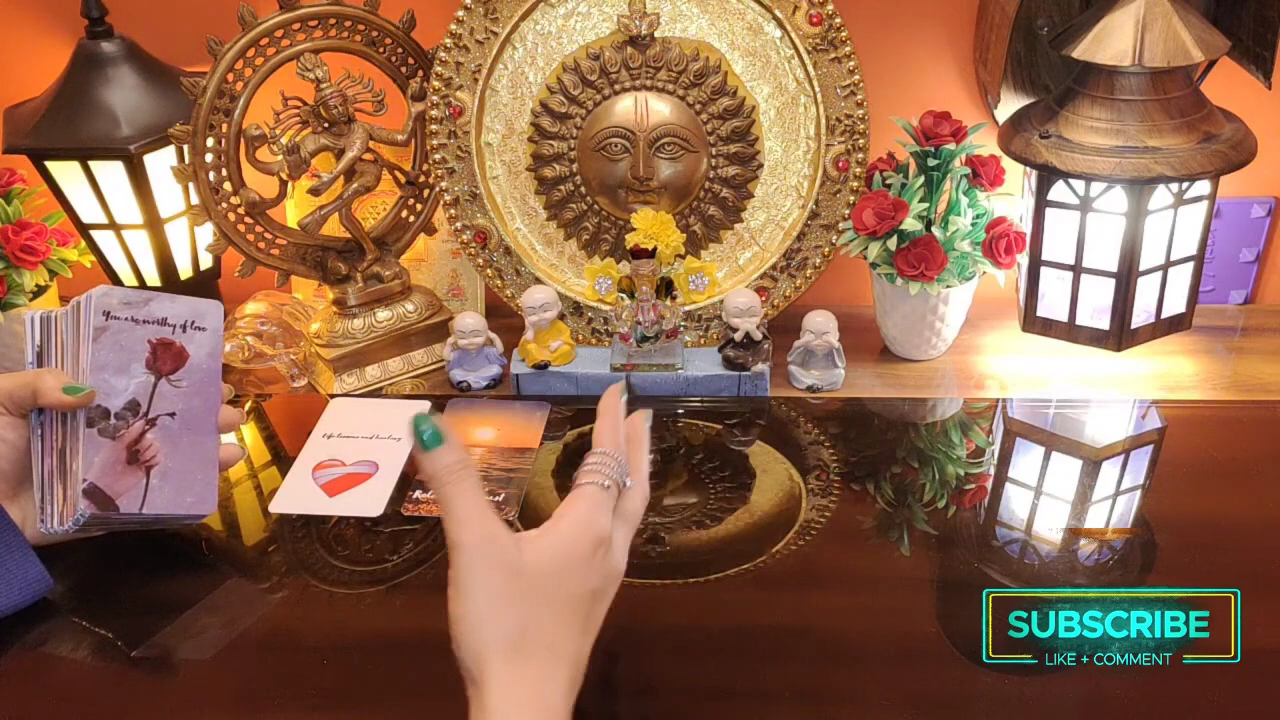 You are worthy of love
Life lessons and healing
SUBSCRIBE
LIKE + COMMENT